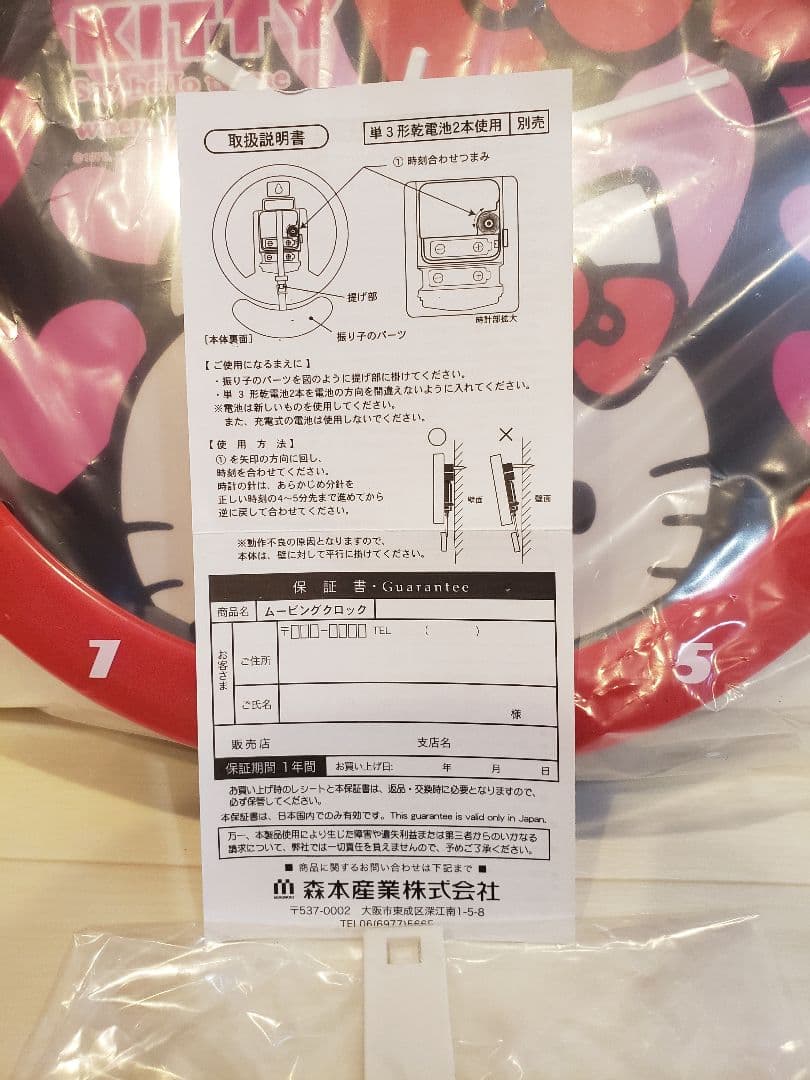 KITTY
Say hello to me
when
©
取扱説明書
単3形乾電池2本使用 別売
① 時刻合わせつまみ
提げ部
時計部拡大
[本体裏面]
振り子のパーツ
【ご使用になるまえに】
・振り子のパーツを図のように提げ部に掛けてください。
・単 3 形乾電池2本を電池の方向を間違えないように入れてください。
※電池は新しいものを使用してください。
また、充電式の電池は使用しないでください。
【使 用 方 法】
①を矢印の方向に回し、
時刻を合わせてください。
時計の針は、あらかじめ分針を
正しい時刻の4～5分先まで進めてから
逆に戻して合わせてください。
○ ×
壁面 壁面
※動作不良の原因となりますので、
本体は、壁に対して平行に掛けてください。
保 証 書・Guarantee
商品名 ムービングクロック
お客さま
ご住所
〒□□□-□□□□ TEL ( )
ご氏名
様
販売店 支店名
保証期間 1年間 お買い上げ日: 年 月 日
お買い上げ時のレシートと本保証書は、返品・交換時に必要となりますので、
必ず保管してください。
本保証書は、日本国内でのみ有効です。This guarantee is valid only in Japan.
万一、本製品使用により生じた障害や遺失利益または第三者からのいかなる
請求について、弊社では一切責任を負えませんので、予めご了承ください。
■ 商品に関するお問い合わせは下記まで ■
森本産業株式会社
〒537-0002 大阪市東成区深江南1-5-8
TEL06(6977)5665
7
5